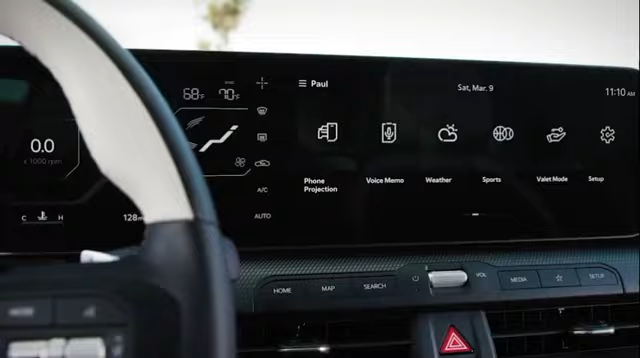 68°F
70°F
Paul
Sat, Mar. 9
11:10 AM
0.0
x 1000 rpm
Phone
Projection
Voice Memo
Weather
Sports
Valet Mode
Setup
A/C
AUTO
C H
128
HOME
MAP
SEARCH
VOL
MEDIA
SETUP